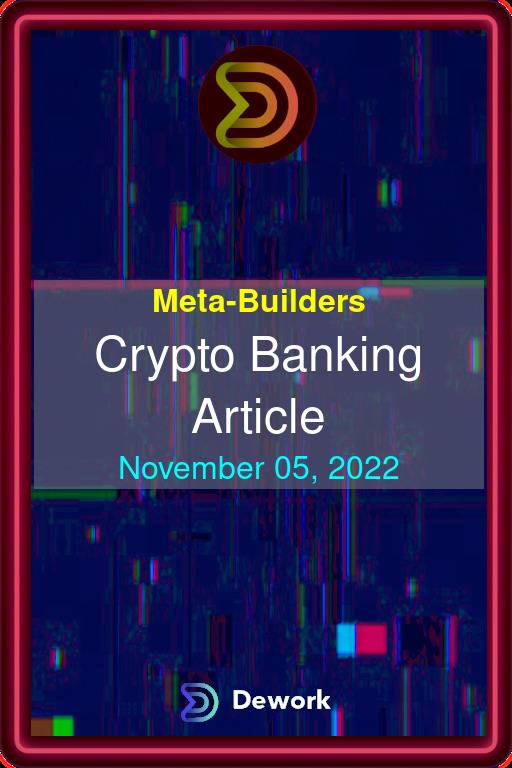 Meta-Builders
Crypto Banking
Article
November 05, 2022
Dework